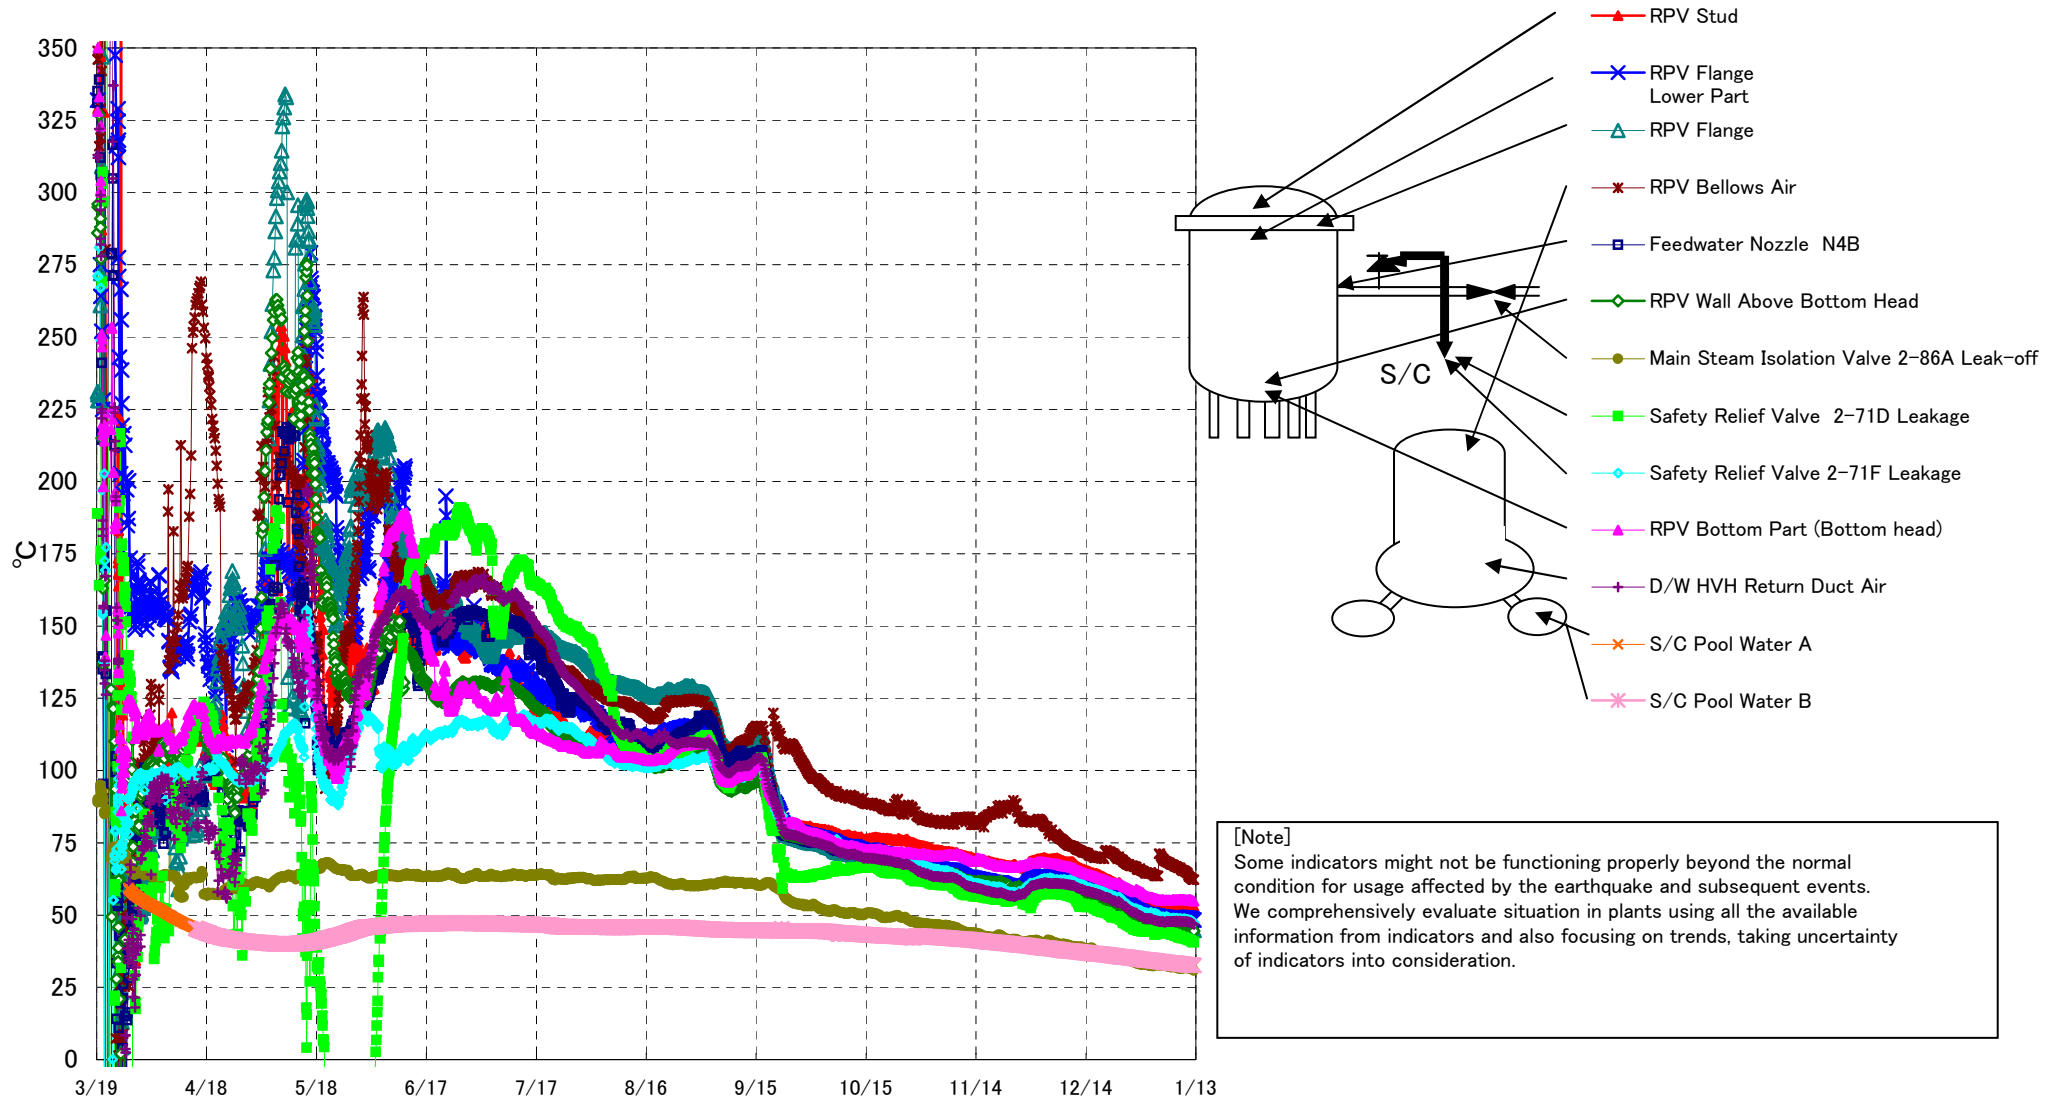 350
325
300
275
250
225
200
175
150
125
100
75
50
25
0
℃
3/19
4/18
5/18
6/17
7/17
8/16
9/15
10/15
11/14
12/14
1/13
RPV Stud
RPV Flange
Lower Part
RPV Flange
RPV Bellows Air
Feedwater Nozzle N4B
RPV Wall Above Bottom Head
Main Steam Isolation Valve 2-86A Leak-off
Safety Relief Valve 2-71D Leakage
Safety Relief Valve 2-71F Leakage
RPV Bottom Part (Bottom head)
D/W HVH Return Duct Air
S/C Pool Water A
S/C Pool Water B
S/C
[Note]
Some indicators might not be functioning properly beyond the normal
condition for usage affected by the earthquake and subsequent events.
We comprehensively evaluate situation in plants using all the available
information from indicators and also focusing on trends, taking uncertainty
of indicators into consideration.